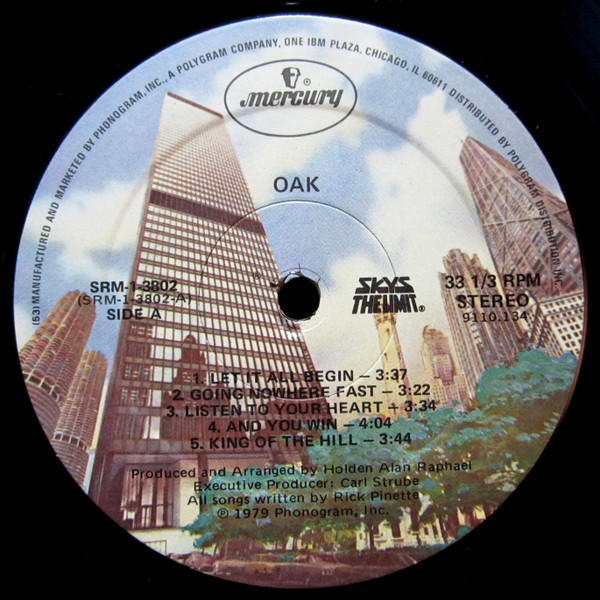 (53) MANUFACTURED AND MARKETED BY PHONOGRAM, INC., A POLYGRAM COMPANY, ONE IBM PLAZA, CHICAGO, IL 60611 DISTRIBUTED BY POLYGRAM DISTRIBUTION, INC.
mercury®
OAK
SRM-1-3802
(SRM-1-3802-A)
SIDE A
SKYS
THE LIMIT®
33 1/3 RPM
STEREO
9110.134
1. LET IT ALL BEGIN – 3:37
2. GOING NOWHERE FAST – 3:22
3. LISTEN TO YOUR HEART – 3:34
4. AND YOU WIN – 4:04
5. KING OF THE HILL – 3:44
Produced and Arranged by Holden Alan Raphael
Executive Producer: Carl Strube
All songs written by Rick Pinette
℗ 1979 Phonogram, Inc.